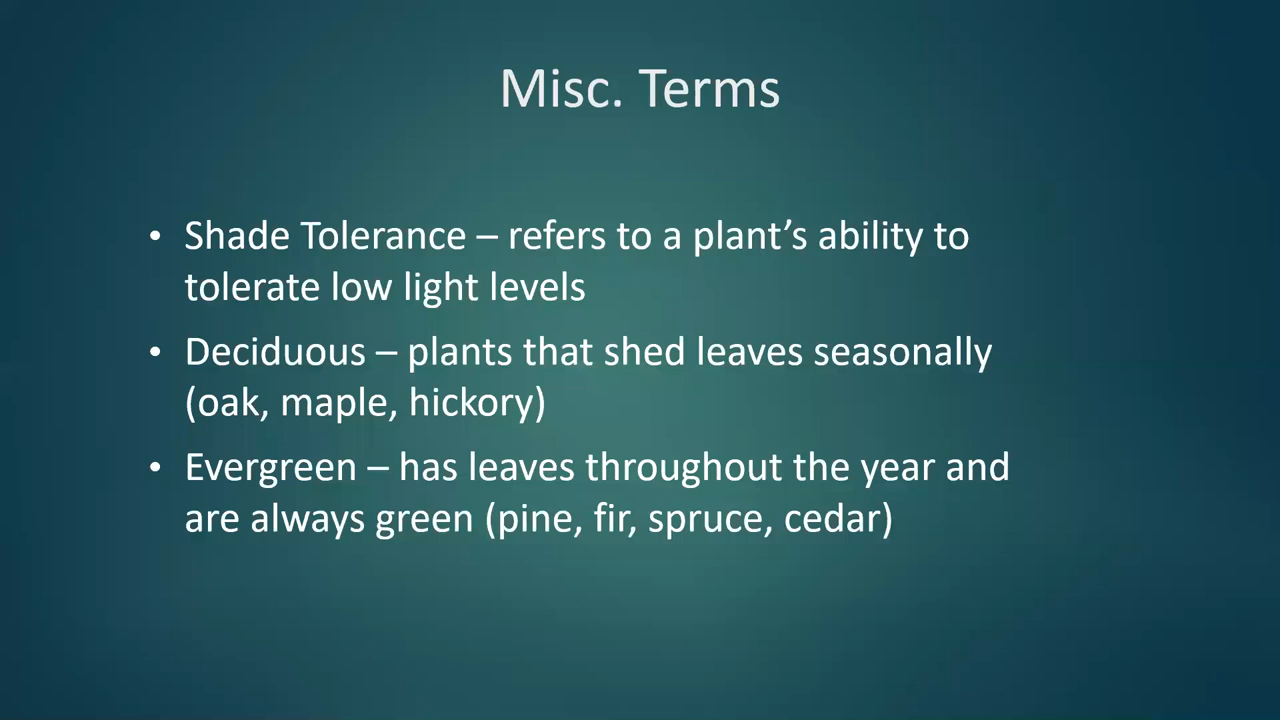 Misc. Terms
• Shade Tolerance – refers to a plant’s ability to
tolerate low light levels
• Deciduous – plants that shed leaves seasonally
(oak, maple, hickory)
• Evergreen – has leaves throughout the year and
are always green (pine, fir, spruce, cedar)